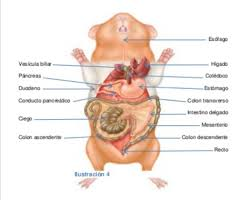 Esófago
Vesícula biliar
Hígado
Páncreas
Colédoco
Duodeno
Estómago
Conducto pancreático
Colon transverso
Intestino delgado
Ciego
Mesenterio
Colon ascendente
Colon descendente
Recto
Ilustración 4